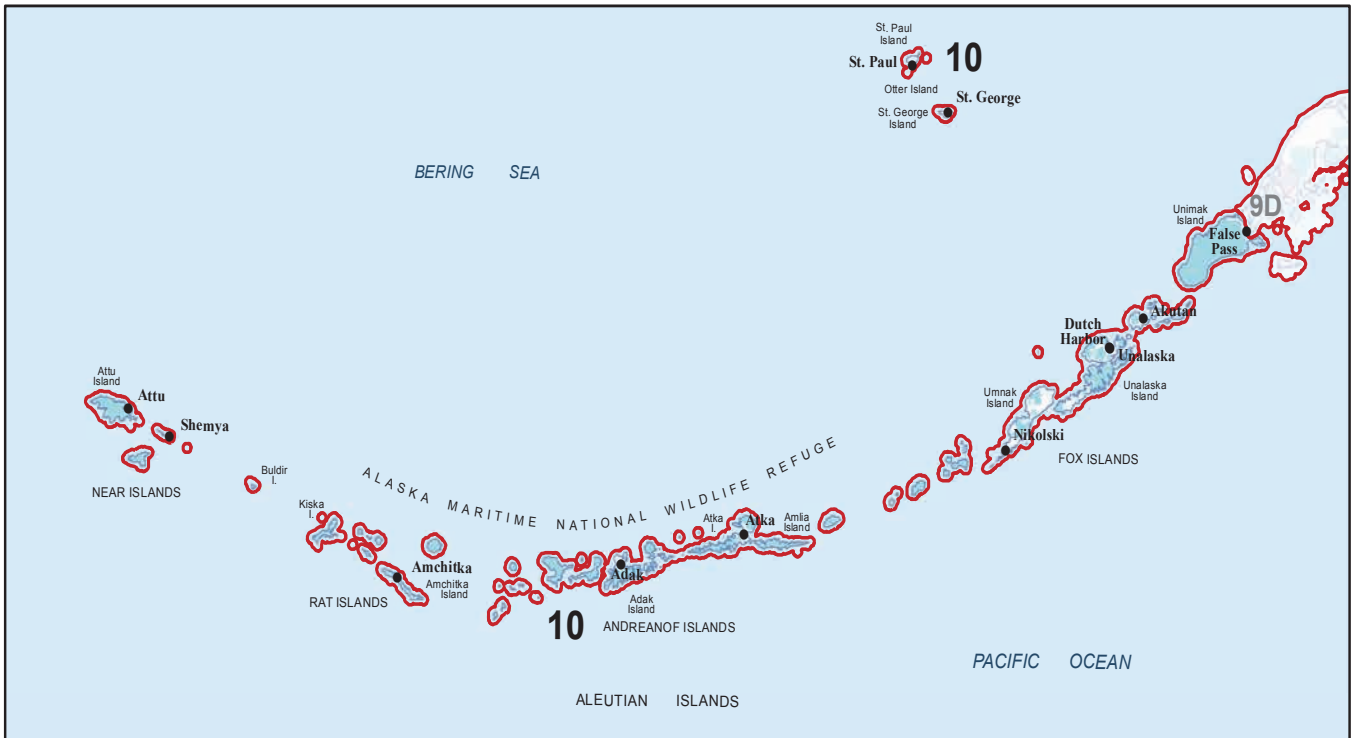 St. Paul
Island
St. Paul
10
Otter Island
St. George
St. George
Island
BERING SEA
9D
Unimak
Island
False
Pass
Akutan
Dutch
Harbor
Unalaska
Unalaska
Island
Umnak
Island
Nikolski
FOX ISLANDS
Attu
Island
Attu
Shemya
NEAR ISLANDS
Buldir
I.
Kiska
I.
ALASKA MARITIME NATIONAL WILDLIFE REFUGE
Atka
I.
Atka
Amlia
Island
Amchitka
Amchitka
Island
RAT ISLANDS
Adak
Adak
Island
10
ANDREANOF ISLANDS
PACIFIC OCEAN
ALEUTIAN ISLANDS